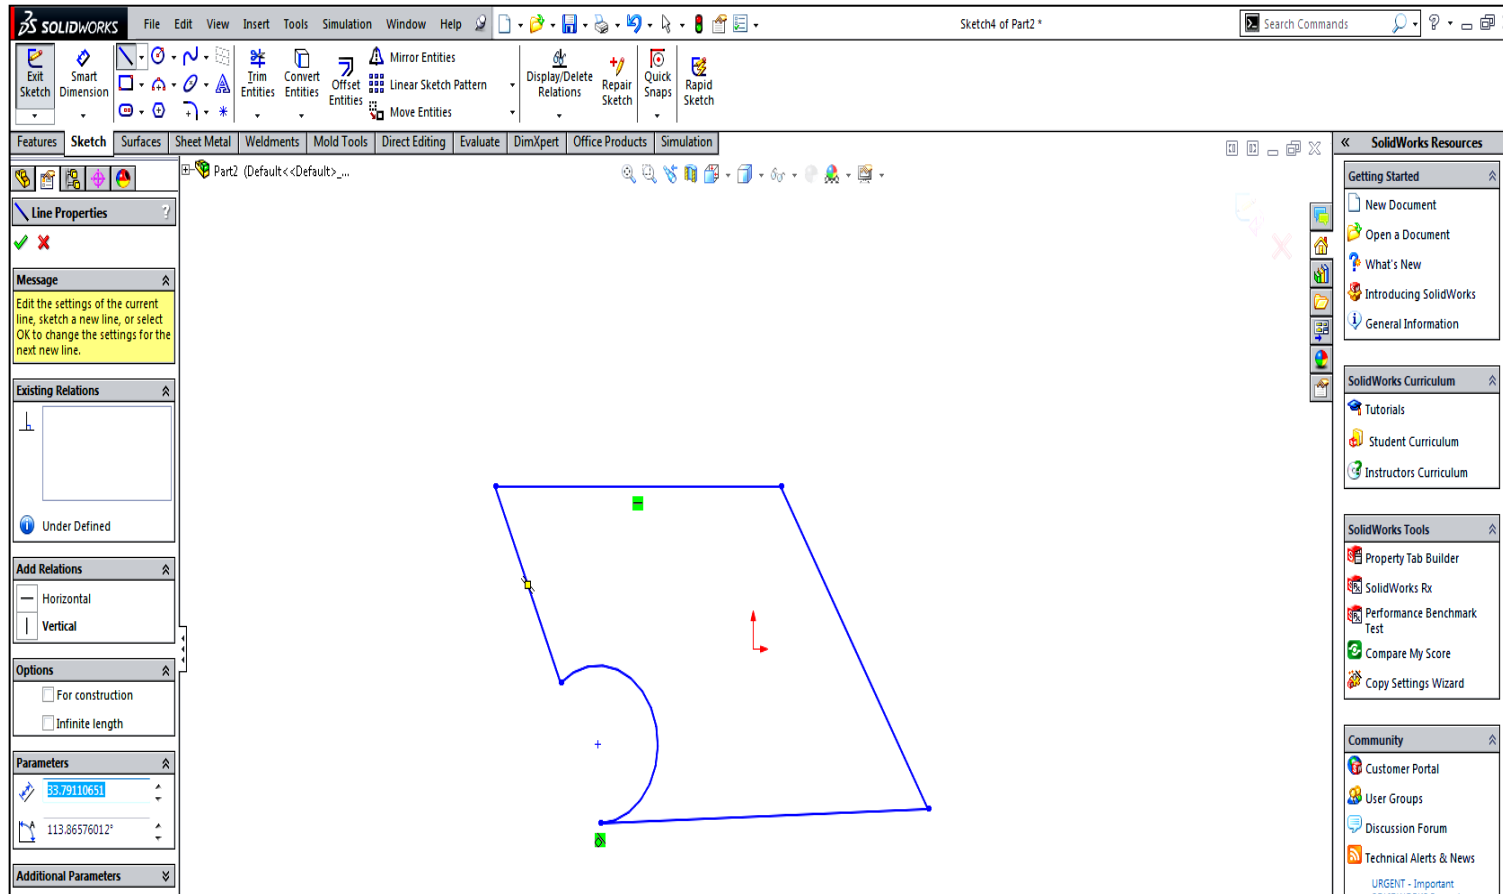 SOLIDWORKS File Edit View Insert Tools Simulation Window Help Sketch4 of Part2 * Search Commands
Exit Sketch
Smart Dimension
Trim Entities
Convert Entities
Offset Entities
Mirror Entities
Linear Sketch Pattern
Move Entities
Display/Delete Relations
Repair Sketch
Quick Snaps
Rapid Sketch
Features Sketch Surfaces Sheet Metal Weldments Mold Tools Direct Editing Evaluate DimXpert Office Products Simulation
Part2 (Default<<Default>_...
Line Properties ?
Message
Edit the settings of the current
line, sketch a new line, or select
OK to change the settings for the
next new line.
Existing Relations
Under Defined
Add Relations
Horizontal
Vertical
Options
For construction
Infinite length
Parameters
33.79110651
113.86576012°
Additional Parameters
« SolidWorks Resources
Getting Started
New Document
Open a Document
What's New
Introducing SolidWorks
General Information
SolidWorks Curriculum
Tutorials
Student Curriculum
Instructors Curriculum
SolidWorks Tools
Property Tab Builder
SolidWorks Rx
Performance Benchmark
Test
Compare My Score
Copy Settings Wizard
Community
Customer Portal
User Groups
Discussion Forum
Technical Alerts & News
URGENT - Important